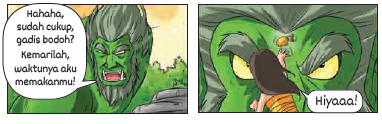 Hahaha,
sudah cukup,
gadis bodoh?
Kemarilah,
waktunya aku
memakanmu!
Hiyaaa!